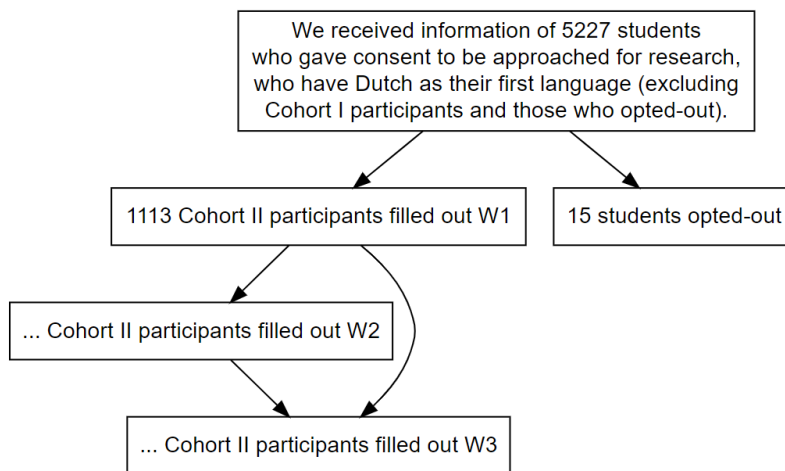 We received information of 5227 students
who gave consent to be approached for research,
who have Dutch as their first language (excluding
Cohort I participants and those who opted-out).
1113 Cohort II participants filled out W1
15 students opted-out
... Cohort II participants filled out W2
... Cohort II participants filled out W3